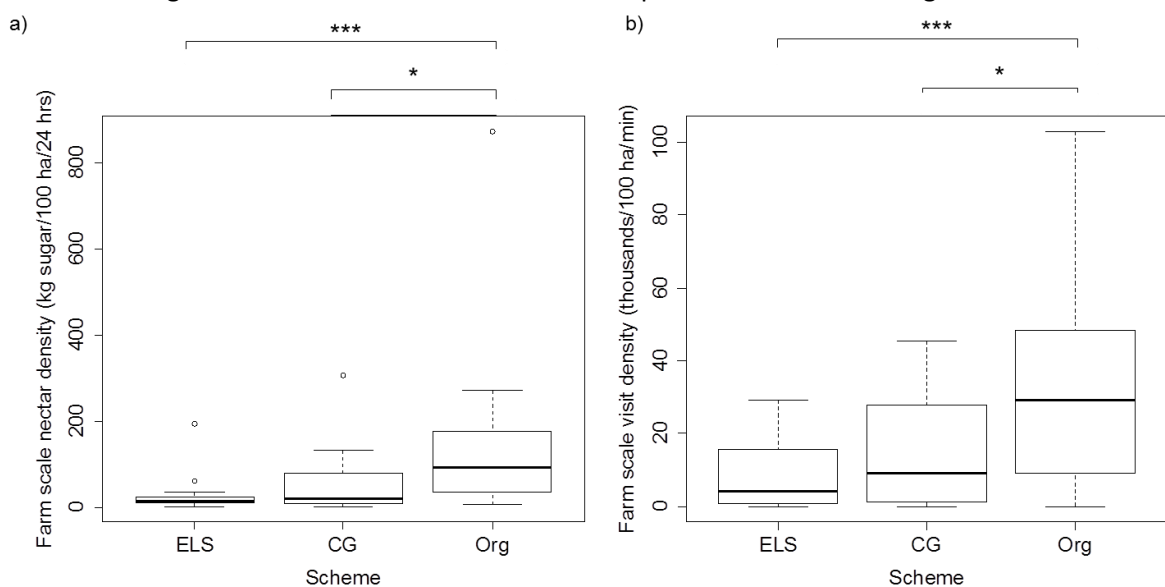 a)
***
*
Farm scale nectar density (kg sugar/100 ha/24 hrs)
800
600
400
200
0
ELS CG Org
Scheme
b)
***
*
Farm scale visit density (thousands/100 ha/min)
100
80
60
40
20
0
ELS CG Org
Scheme